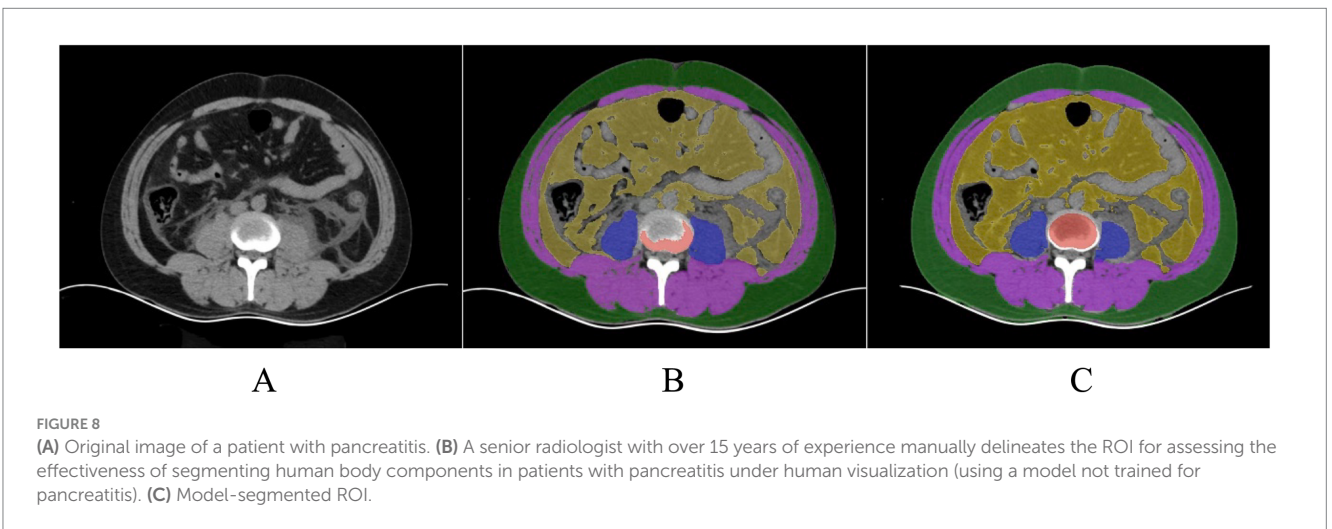 A B C
FIGURE 8
(A) Original image of a patient with pancreatitis. (B) A senior radiologist with over 15 years of experience manually delineates the ROI for assessing the
effectiveness of segmenting human body components in patients with pancreatitis under human visualization (using a model not trained for
pancreatitis). (C) Model-segmented ROI.